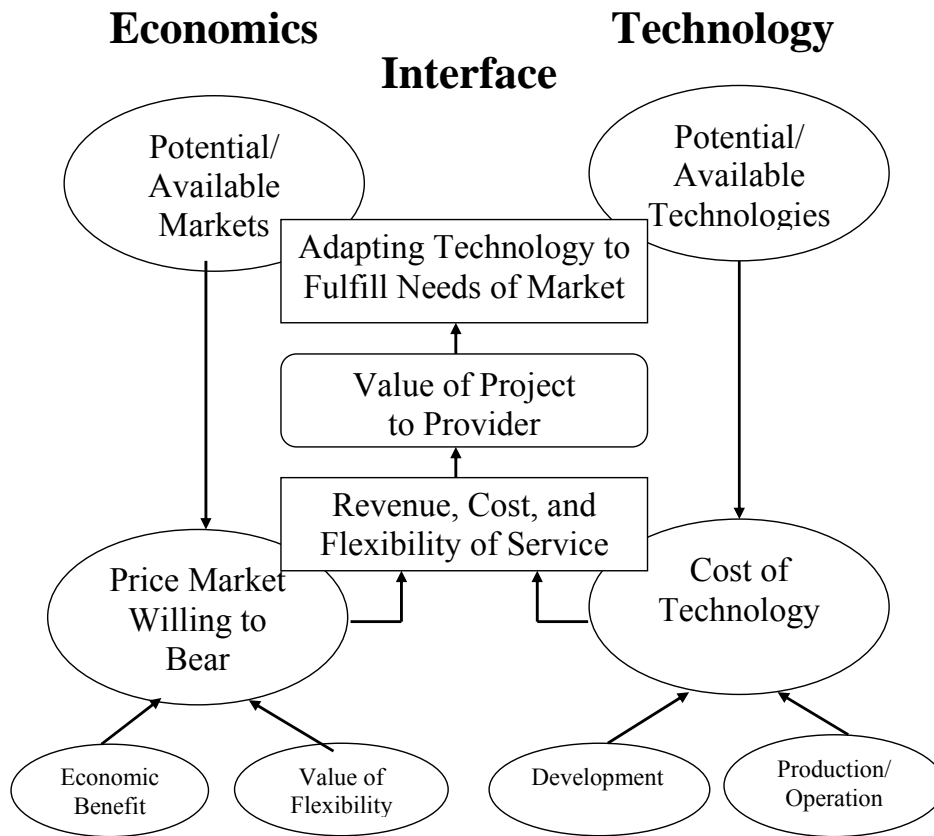 Economics
Technology
Interface
Potential/
Available
Markets
Potential/
Available
Technologies
Adapting Technology to
Fulfill Needs of Market
Value of Project
to Provider
Revenue, Cost, and
Flexibility of Service
Price Market
Willing to
Bear
Cost of
Technology
Economic
Benefit
Value of
Flexibility
Development
Production/
Operation